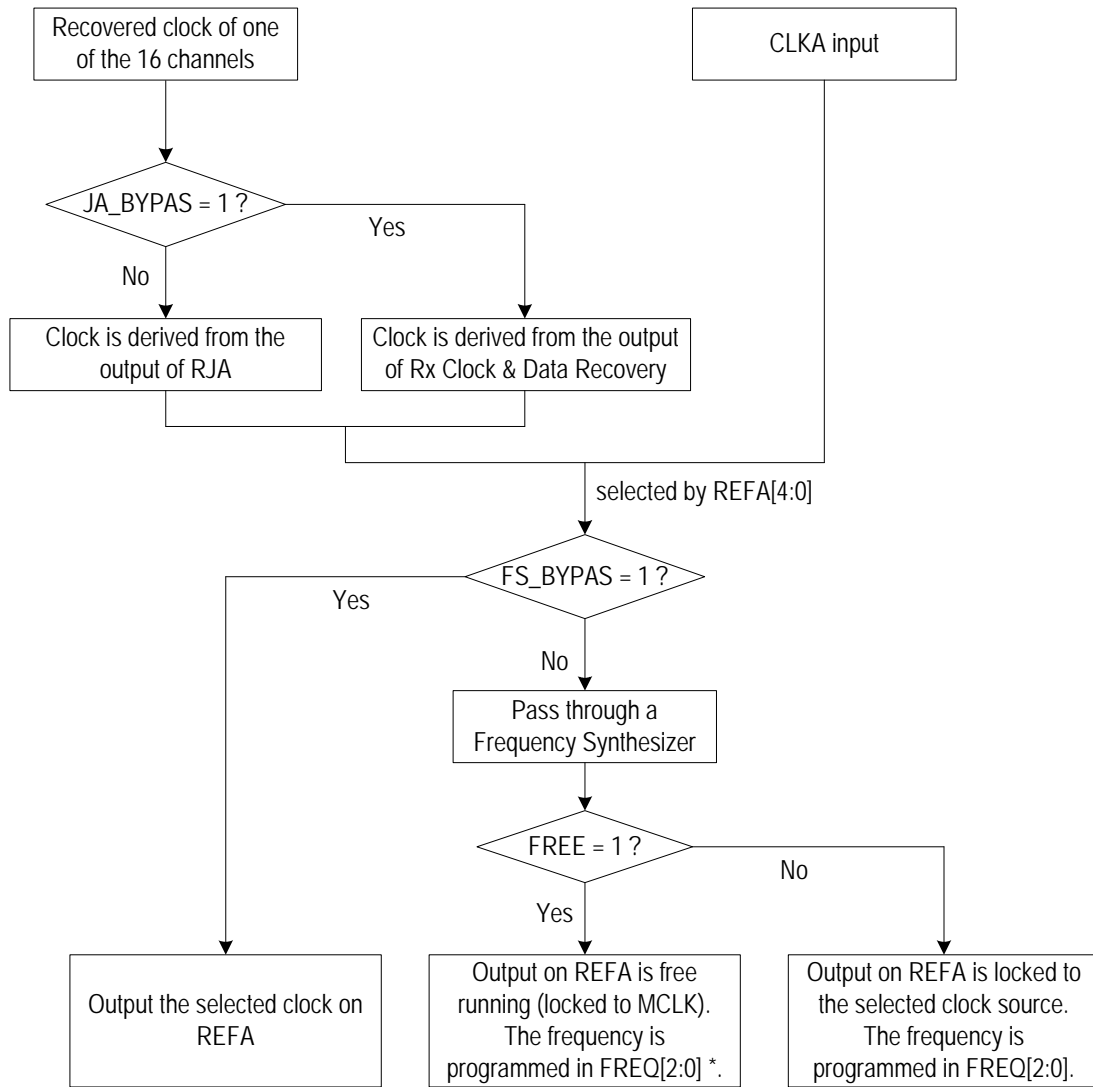 Recovered clock of one
of the 16 channels
CLKA input
JA_BYPAS = 1 ?
Yes
No
Clock is derived from the
output of RJA
Clock is derived from the output
of Rx Clock & Data Recovery
selected by REFA[4:0]
FS_BYPAS = 1 ?
Yes
No
Pass through a
Frequency Synthesizer
FREE = 1 ?
No
Yes
Output the selected clock on
REFA
Output on REFA is free
running (locked to MCLK).
The frequency is
programmed in FREQ[2:0] *.
Output on REFA is locked to
the selected clock source.
The frequency is
programmed in FREQ[2:0].